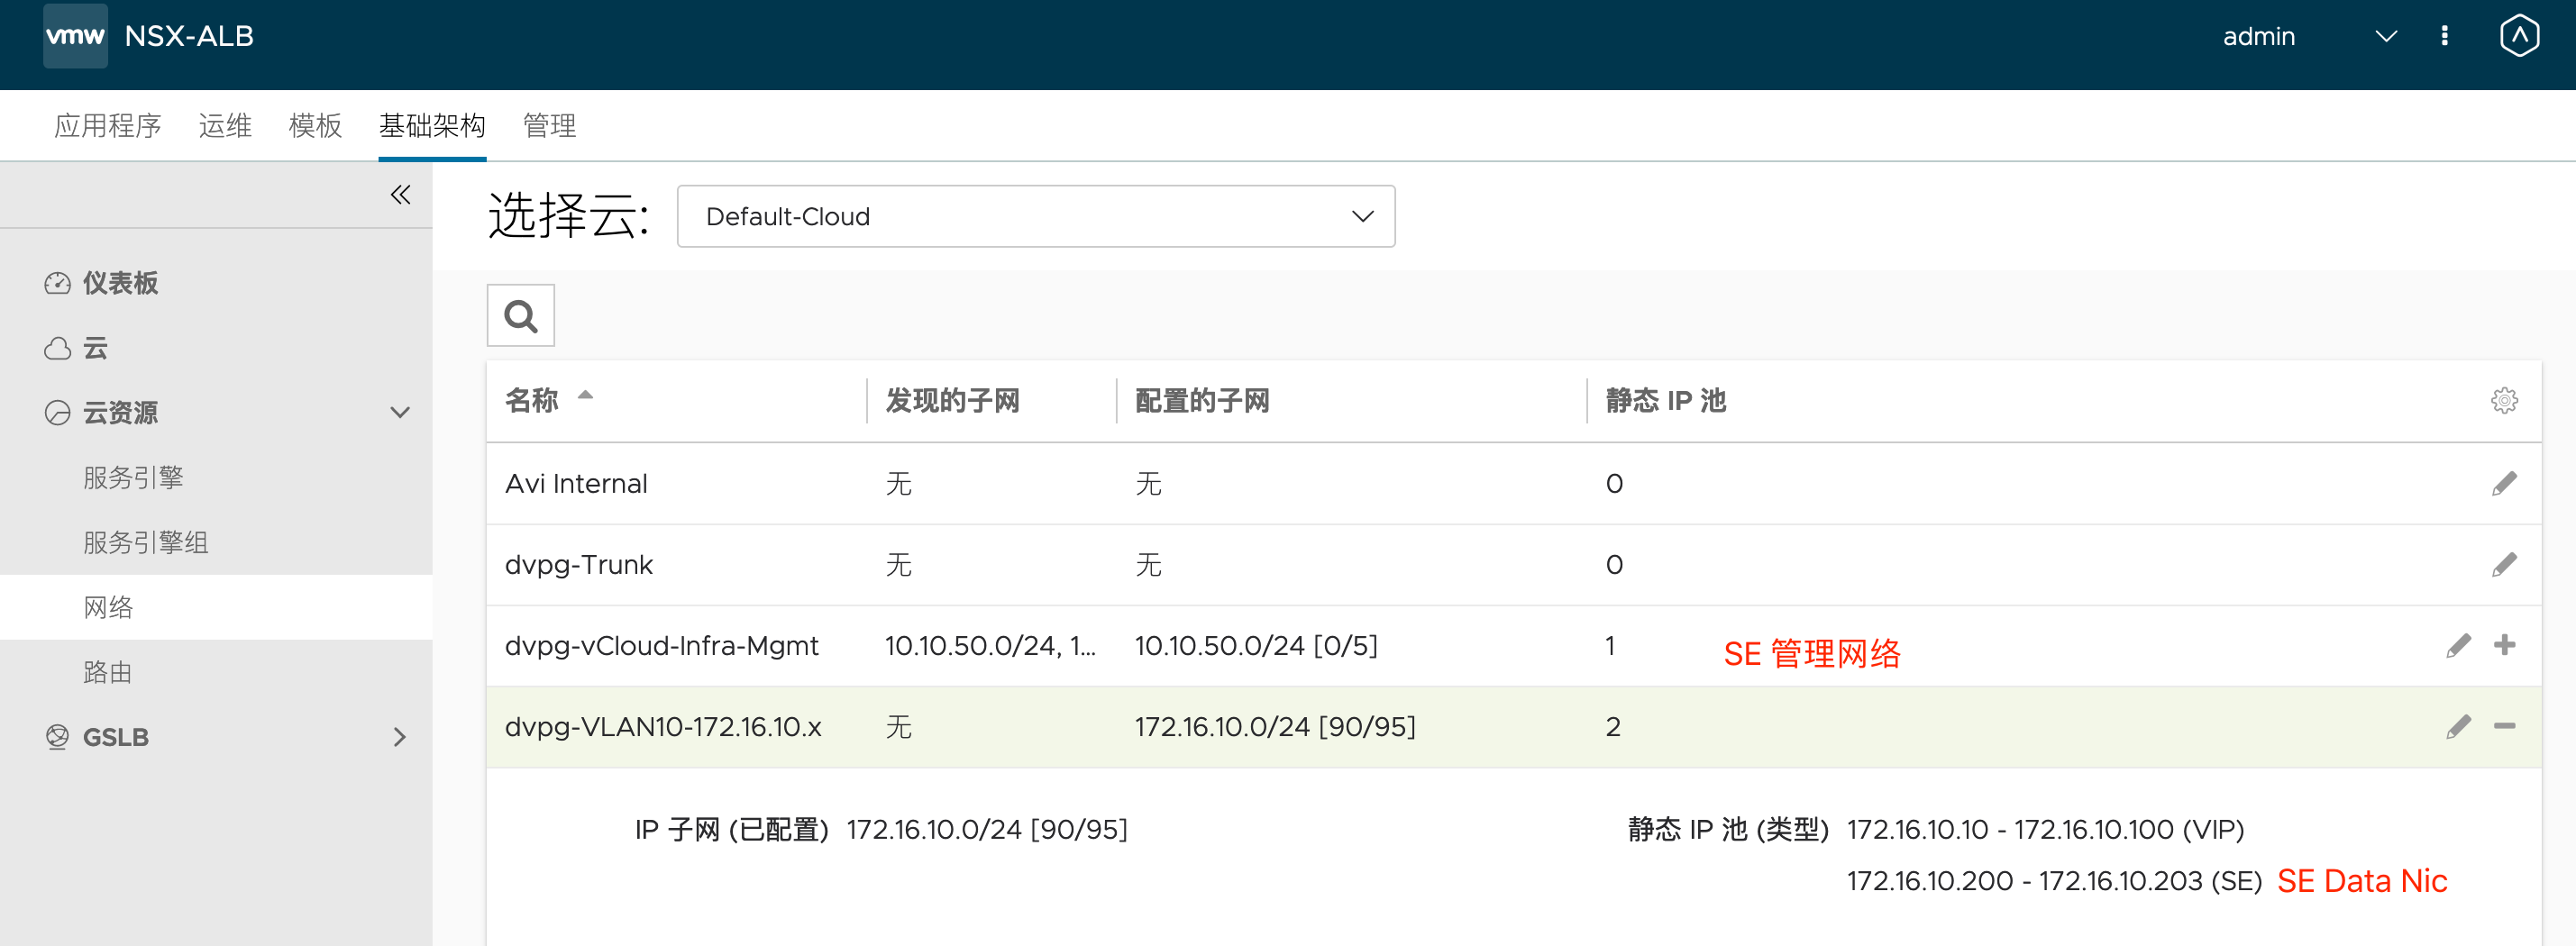 vmw NSX-ALB admin
应用程序 运维 模板 基础架构 管理
选择云: Default-Cloud
仪表板
云
云资源
服务引擎
服务引擎组
网络
路由
GSLB
名称 发现的子网 配置的子网 静态 IP 池
Avi Internal 无 无 0
dvpg-Trunk 无 无 0
dvpg-vCloud-Infra-Mgmt 10.10.50.0/24, 1... 10.10.50.0/24 [0/5] 1 SE 管理网络
dvpg-VLAN10-172.16.10.x 无 172.16.10.0/24 [90/95] 2
IP 子网 (已配置) 172.16.10.0/24 [90/95] 静态 IP 池 (类型) 172.16.10.10 - 172.16.10.100 (VIP)
172.16.10.200 - 172.16.10.203 (SE) SE Data Nic